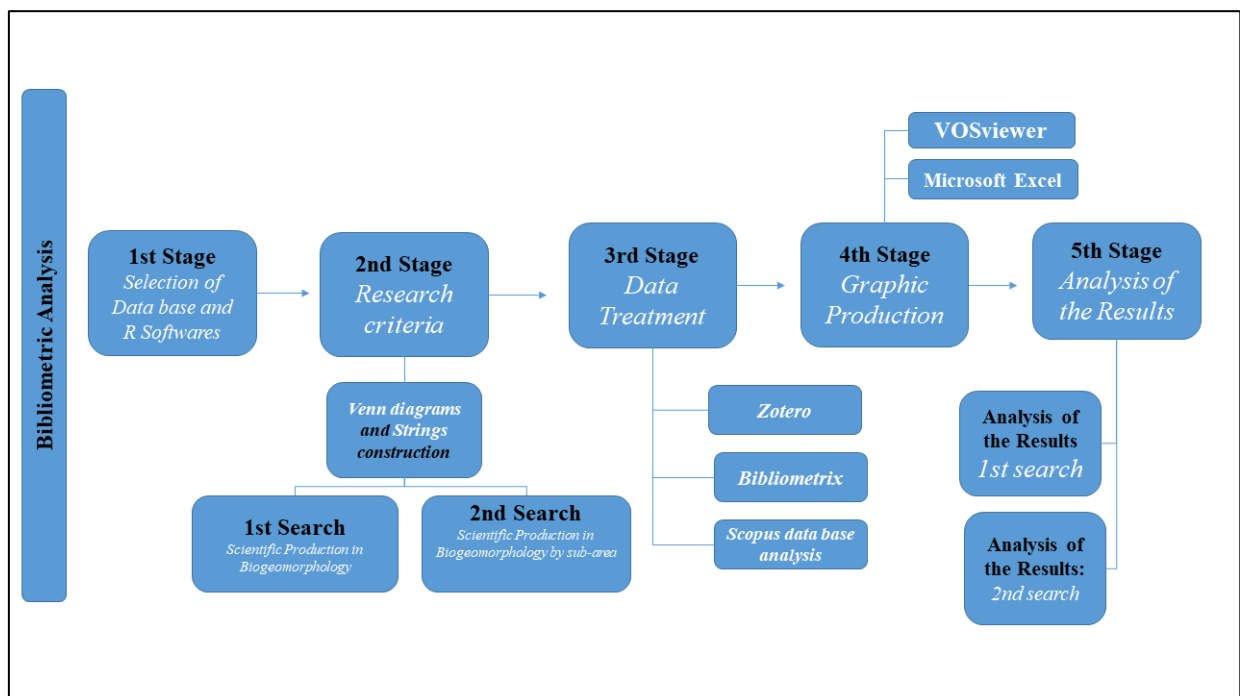 Bibliometric Analysis
1st Stage
Selection of
Data base and
R Softwares
2nd Stage
Research
criteria
Venn diagrams
and Strings
construction
1st Search
Scientific Production in
Biogeomorphology
2nd Search
Scientific Production in
Biogeomorphology by sub-area
3rd Stage
Data
Treatment
Zotero
Bibliometrix
Scopus data base
analysis
4th Stage
Graphic
Production
VOSviewer
Microsoft Excel
5th Stage
Analysis of
the Results
Analysis of
the Results
1st search
Analysis of
the Results:
2nd search